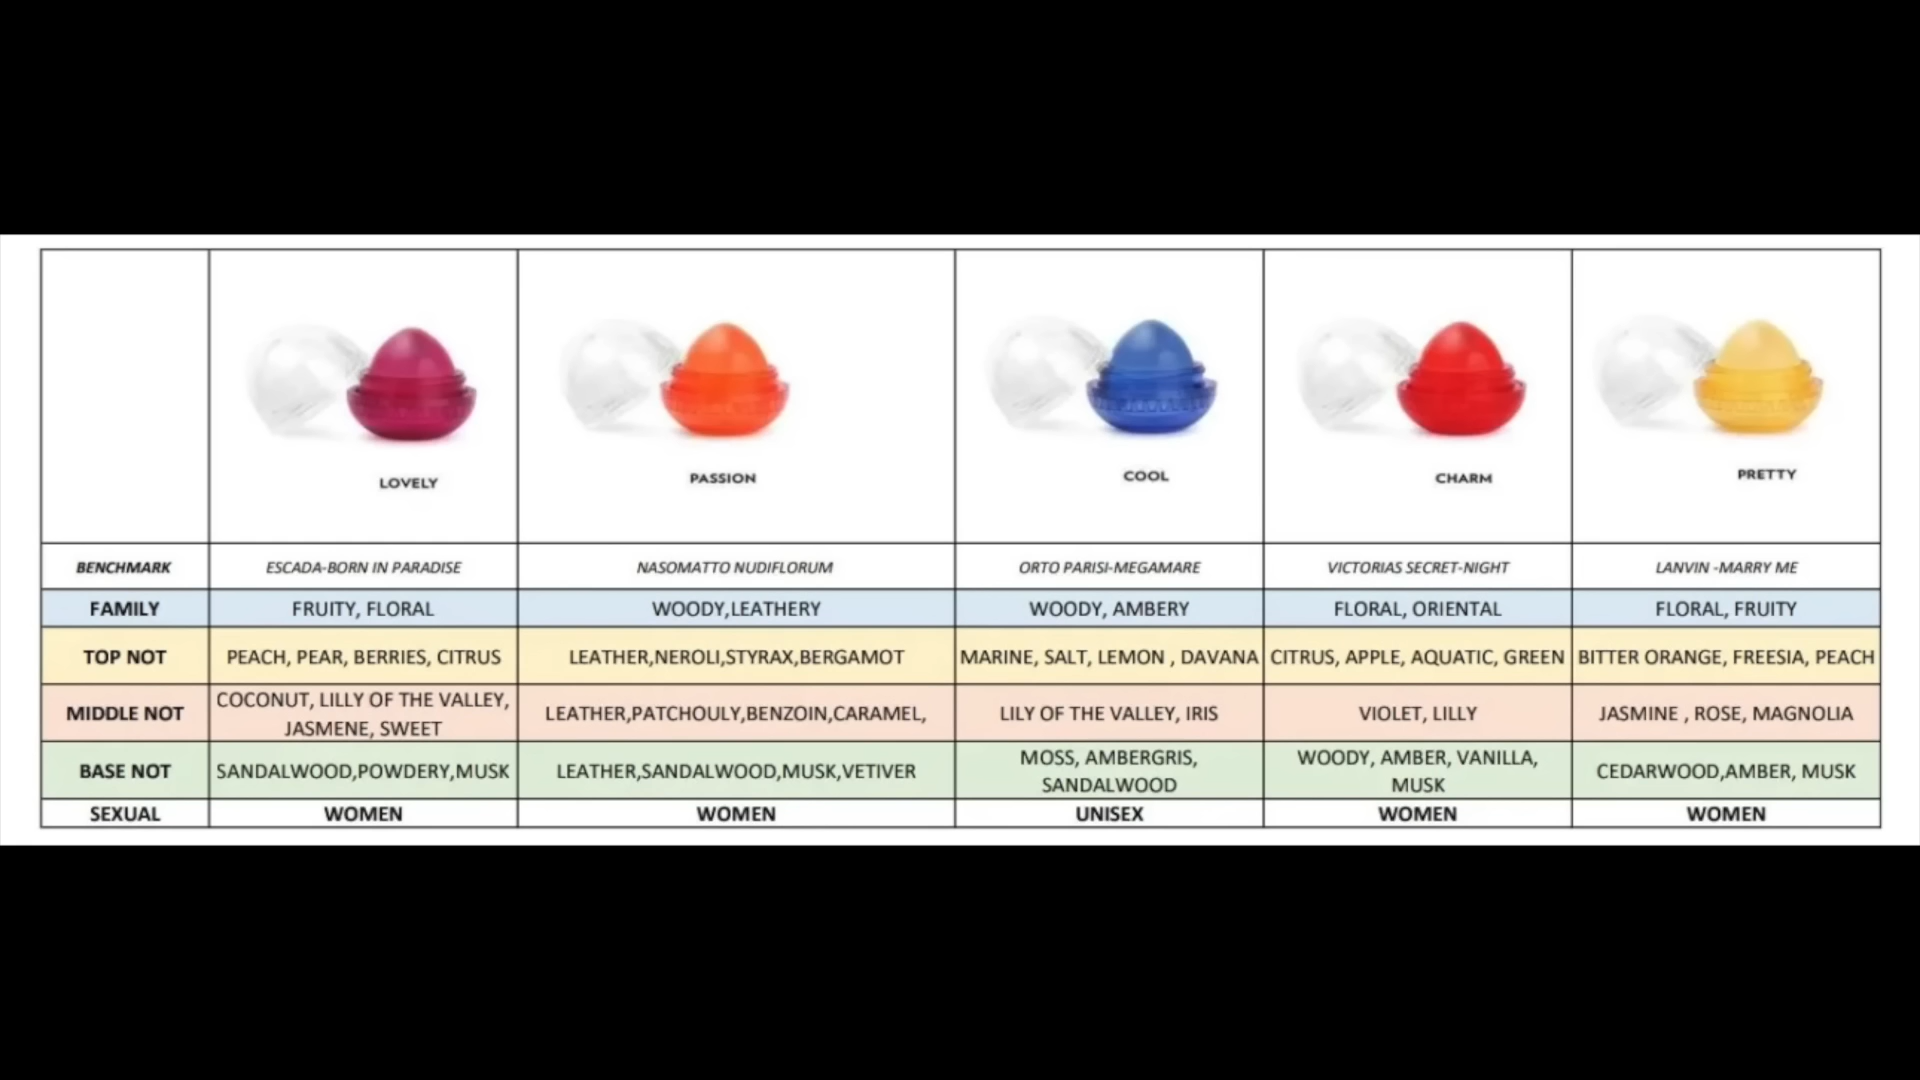 LOVELY
PASSION
COOL
CHARM
PRETTY
BENCHMARK
ESCADA-BORN IN PARADISE
NASOMATTO NUDIFLORUM
ORTO PARISI-MEGAMARE
VICTORIAS SECRET-NIGHT
LANVIN -MARRY ME
FAMILY
FRUITY, FLORAL
WOODY,LEATHERY
WOODY, AMBERY
FLORAL, ORIENTAL
FLORAL, FRUITY
TOP NOT
PEACH, PEAR, BERRIES, CITRUS
LEATHER,NEROLI,STYRAX,BERGAMOT
MARINE, SALT, LEMON , DAVANA
CITRUS, APPLE, AQUATIC, GREEN
BITTER ORANGE, FREESIA, PEACH
MIDDLE NOT
COCONUT, LILLY OF THE VALLEY,
JASMENE, SWEET
LEATHER,PATCHOULY,BENZOIN,CARAMEL,
LILY OF THE VALLEY, IRIS
VIOLET, LILLY
JASMINE , ROSE, MAGNOLIA
BASE NOT
SANDALWOOD,POWDERY,MUSK
LEATHER,SANDALWOOD,MUSK,VETIVER
MOSS, AMBERGRIS,
SANDALWOOD
WOODY, AMBER, VANILLA,
MUSK
CEDARWOOD,AMBER, MUSK
SEXUAL
WOMEN
WOMEN
UNISEX
WOMEN
WOMEN